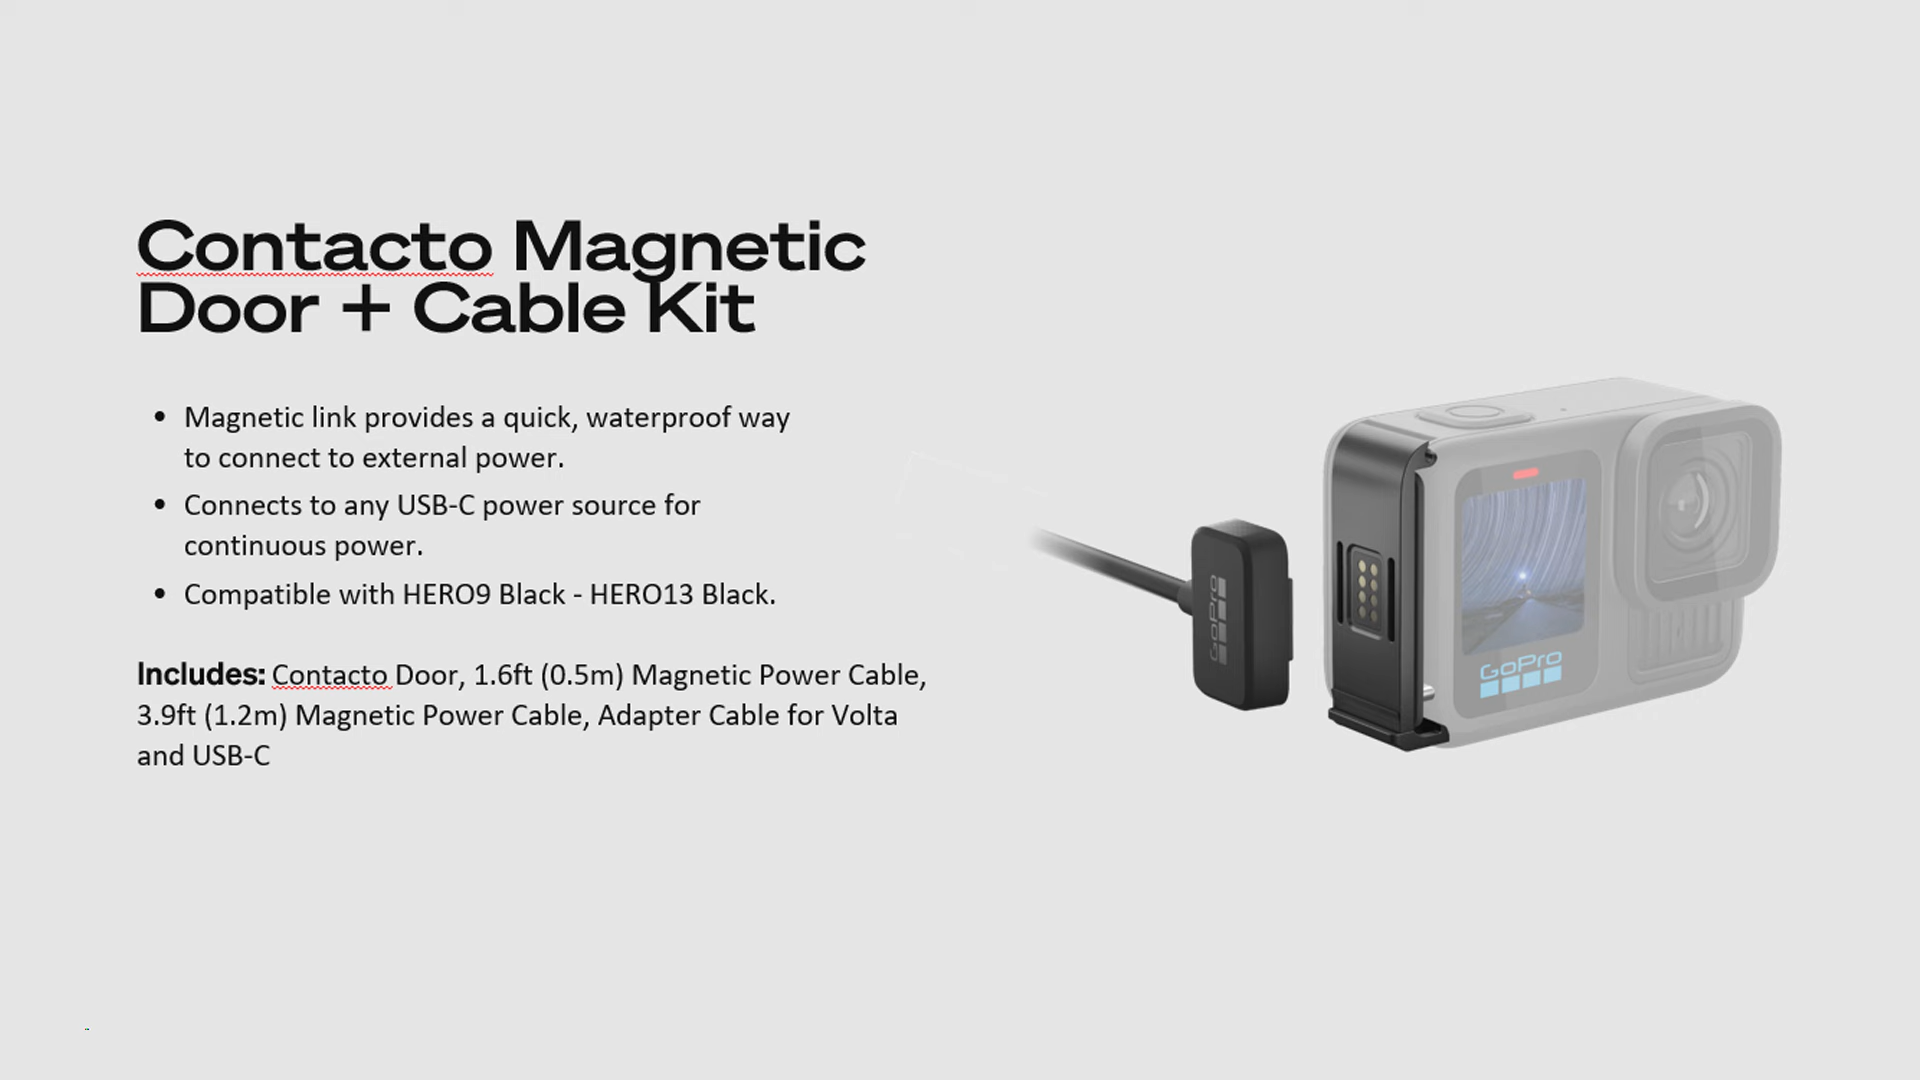 Contacto Magnetic
Door + Cable Kit
• Magnetic link provides a quick, waterproof way
to connect to external power.
• Connects to any USB-C power source for
continuous power.
• Compatible with HERO9 Black - HERO13 Black.
Includes: Contacto Door, 1.6ft (0.5m) Magnetic Power Cable,
3.9ft (1.2m) Magnetic Power Cable, Adapter Cable for Volta
and USB-C
GoPro
GoPro